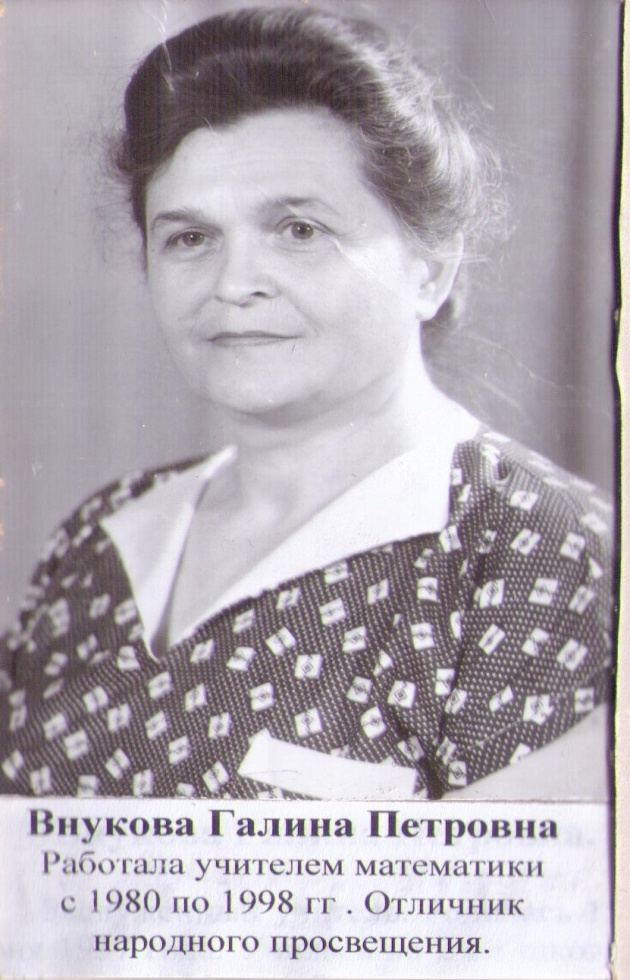 Внукова Галина Петровна
Работала учителем математики
с 1980 по 1998 гг . Отличник
народного просвещения.